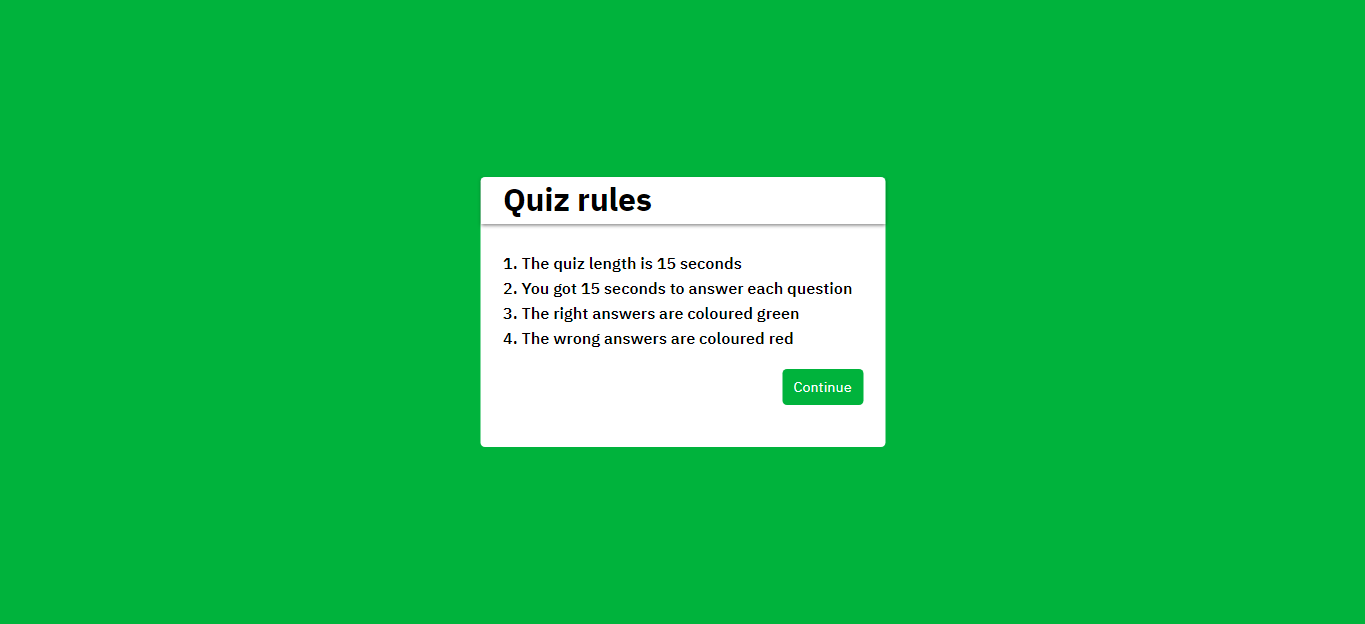 Quiz rules
1. The quiz length is 15 seconds
2. You got 15 seconds to answer each question
3. The right answers are coloured green
4. The wrong answers are coloured red
Continue